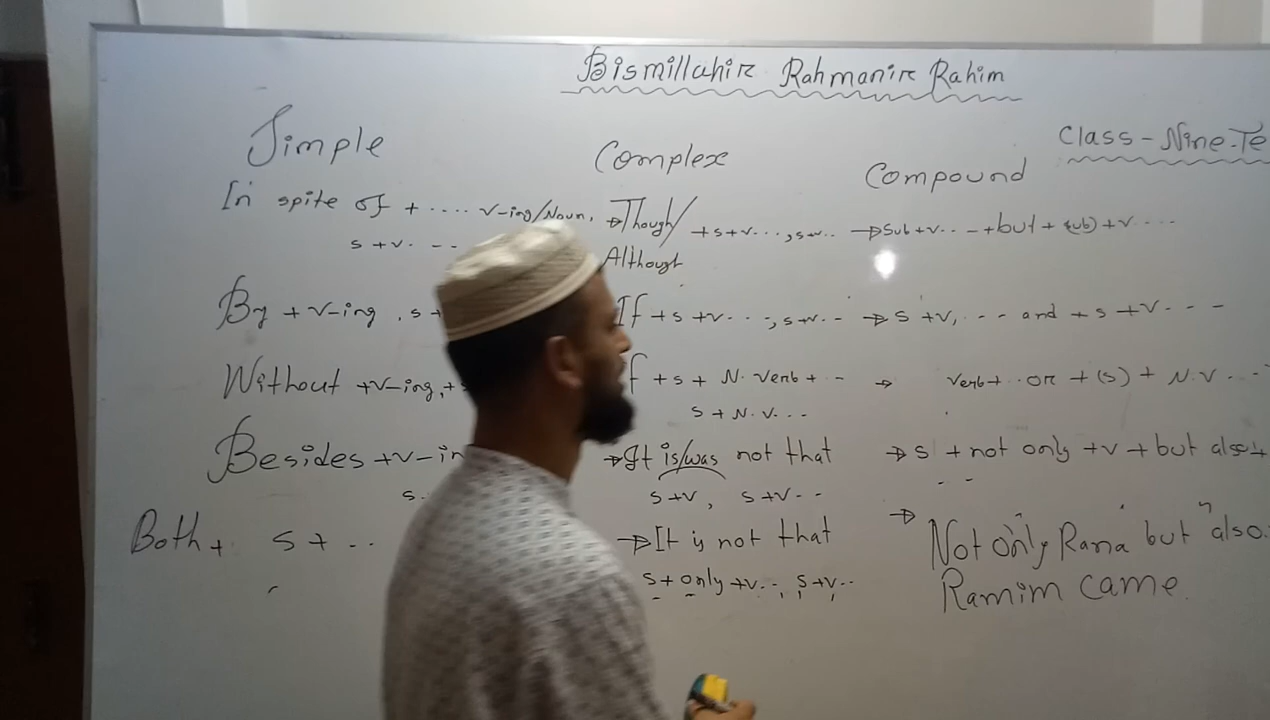 Bismillahir Rahmanir Rahim
Class - Nine-Te
Simple
Complex
Compound
In spite of + .... v-ing/Noun,
s + v. - - -
→Though/
Although
+s+v...,s+v..
→Sub+v.. - +but + (sub)+v ....
By + v-ing , s +
If +s +v- - -,s+v.. -
→ s +v, - - - and + s +v- - -
Without +v-ing,+
f +s + N. verb + - -
s + N. v...
→ verb+ .. or + (s) + N.v. ..
Besides +v-in
s.
→It is/was not that
s+v, s+v- -
→ s + not only +v + but also+
- -
Both + s + ...
→It is not that
s+ only +v--, s+v--
→ Not only Rana but also
Ramim came.